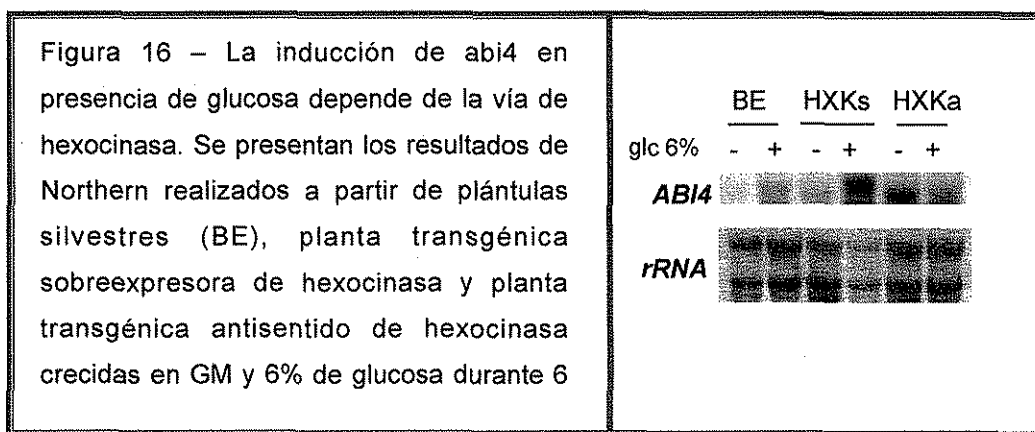 Figura 16 – La inducción de abi4 en
presencia de glucosa depende de la vía de
hexocinasa. Se presentan los resultados de
Northern realizados a partir de plántulas
silvestres (BE), planta transgénica
sobreexpresora de hexocinasa y planta
transgénica antisentido de hexocinasa
crecidas en GM y 6% de glucosa durante 6
BE HXKs HXKa
glc 6% - + - + - +
ABI4
rRNA